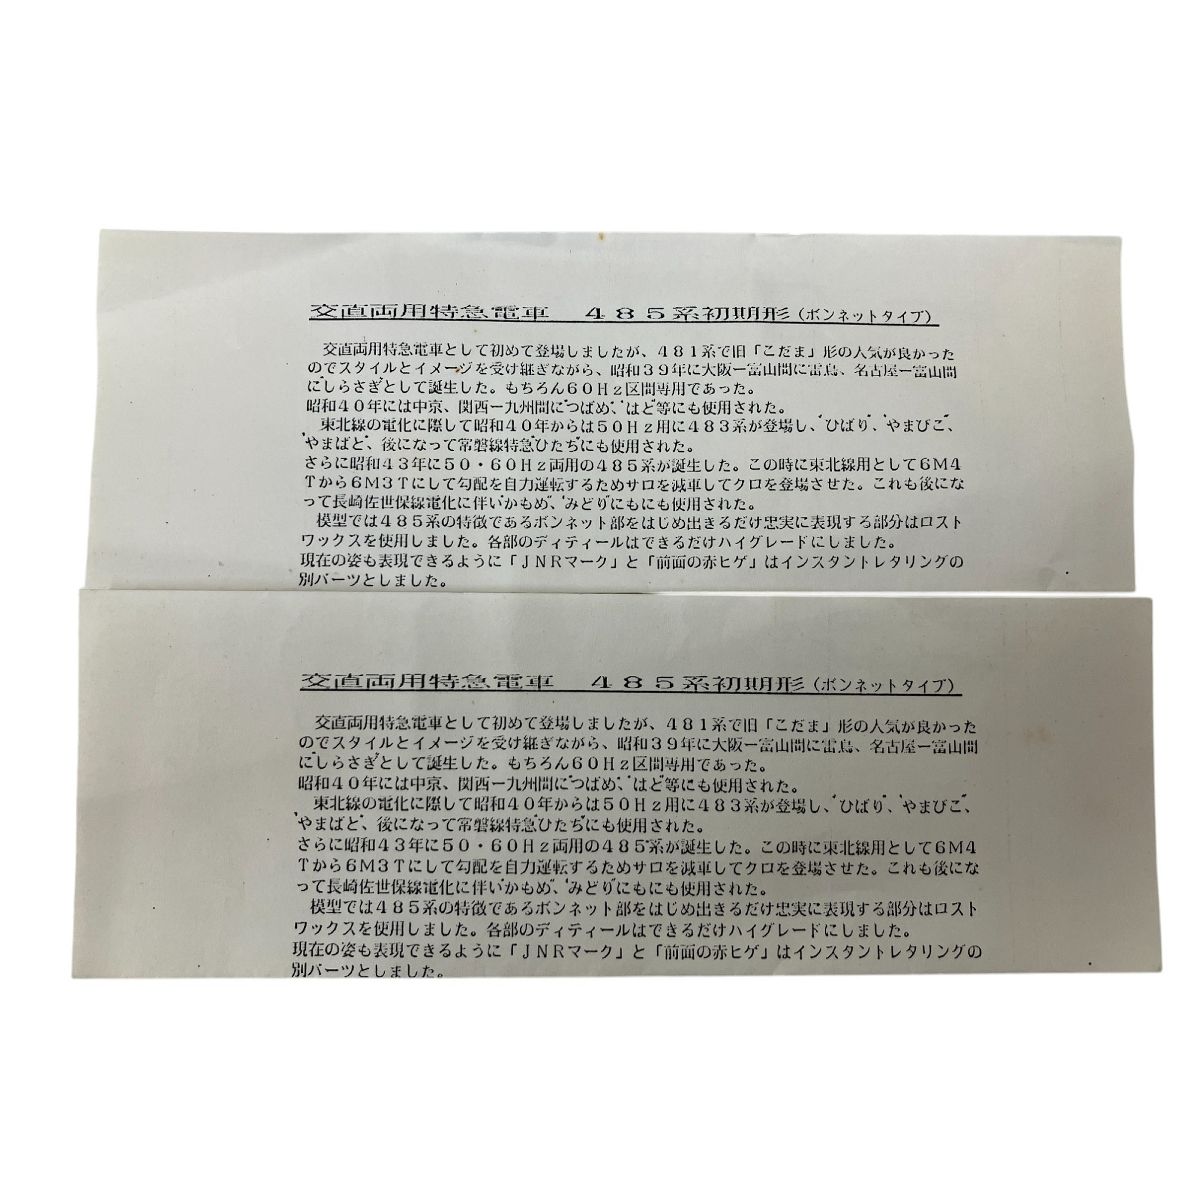 交直両用特急電車　４８５系初期形（ボンネットタイプ）
交直両用特急電車として初めて登場しましたが、４８１系で旧「こだま」形の人気が良かった
のでスタイルとイメージを受け継ぎながら、昭和３９年に大阪ー富山間に雷鳥、名古屋ー富山間
に"しらさぎとして誕生した。もちろん６０Ｈｚ区間専用であった。
昭和４０年には中京、関西ー九州間に"つばめ"、"はと"等にも使用された。
東北線の電化に際して昭和４０年からは５０Ｈｚ用に４８３系が登場し、"ひばり"、"やまびこ"、
"やまばと"、後になって常磐線特急"ひたち"にも使用された。
さらに昭和４３年に５０・６０Ｈｚ両用の４８５系が誕生した。この時に東北線用として６Ｍ４
Ｔから６Ｍ３Ｔにして勾配を自力運転するためサロを減車してクロを登場させた。これも後にな
って長崎佐世保線電化に伴い"かもめ"、"みどり"にもにも使用された。
模型では４８５系の特徴であるボンネット部をはじめ出きるだけ忠実に表現する部分はロスト
ワックスを使用しました。各部のディティールはできるだけハイグレードにしました。
現在の姿も表現できるように「ＪＮＲマーク」と「前面の赤ヒゲ」はインスタントレタリングの
別パーツとしました。
交直両用特急電車　４８５系初期形（ボンネットタイプ）
交直両用特急電車として初めて登場しましたが、４８１系で旧「こだま」形の人気が良かった
のでスタイルとイメージを受け継ぎながら、昭和３９年に大阪ー富山間に雷鳥、名古屋ー富山間
に"しらさぎとして誕生した。もちろん６０Ｈｚ区間専用であった。
昭和４０年には中京、関西ー九州間に"つばめ"、"はと"等にも使用された。
東北線の電化に際して昭和４０年からは５０Ｈｚ用に４８３系が登場し、"ひばり"、"やまびこ"、
"やまばと"、後になって常磐線特急"ひたち"にも使用された。
さらに昭和４３年に５０・６０Ｈｚ両用の４８５系が誕生した。この時に東北線用として６Ｍ４
Ｔから６Ｍ３Ｔにして勾配を自力運転するためサロを減車してクロを登場させた。これも後にな
って長崎佐世保線電化に伴い"かもめ"、"みどり"にもにも使用された。
模型では４８５系の特徴であるボンネット部をはじめ出きるだけ忠実に表現する部分はロスト
ワックスを使用しました。各部のディティールはできるだけハイグレードにしました。
現在の姿も表現できるように「ＪＮＲマーク」と「前面の赤ヒゲ」はインスタントレタリングの
別パーツとしました。